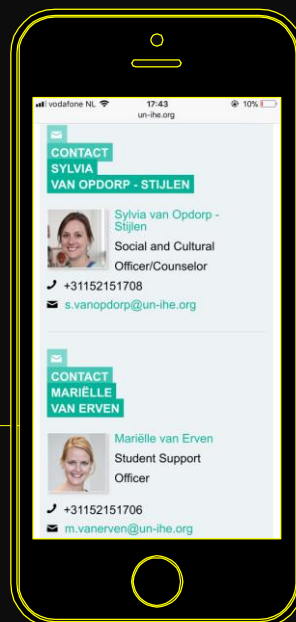 vodafone NL 17:43 10%
un-ihe.org
CONTACT
SYLVIA
VAN OPDORP - STIJLEN
Sylvia van Opdorp -
Stijlen
Social and Cultural
Officer/Counselor
+31152151708
s.vanopdorp@un-ihe.org
CONTACT
MARIËLLE
VAN ERVEN
Mariëlle van Erven
Student Support
Officer
+31152151706
m.vanerven@un-ihe.org